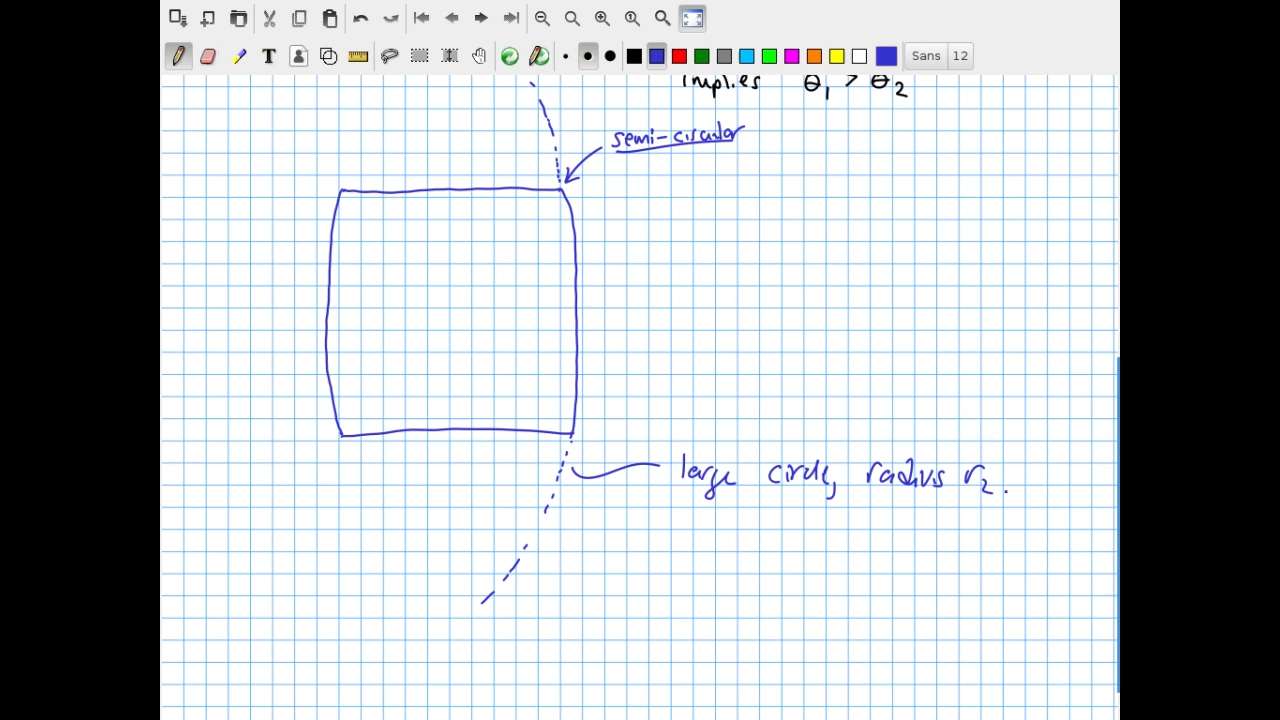 Sans 12
implies θ₁ > θ₂
semi-circular
large circle, radius r₂.